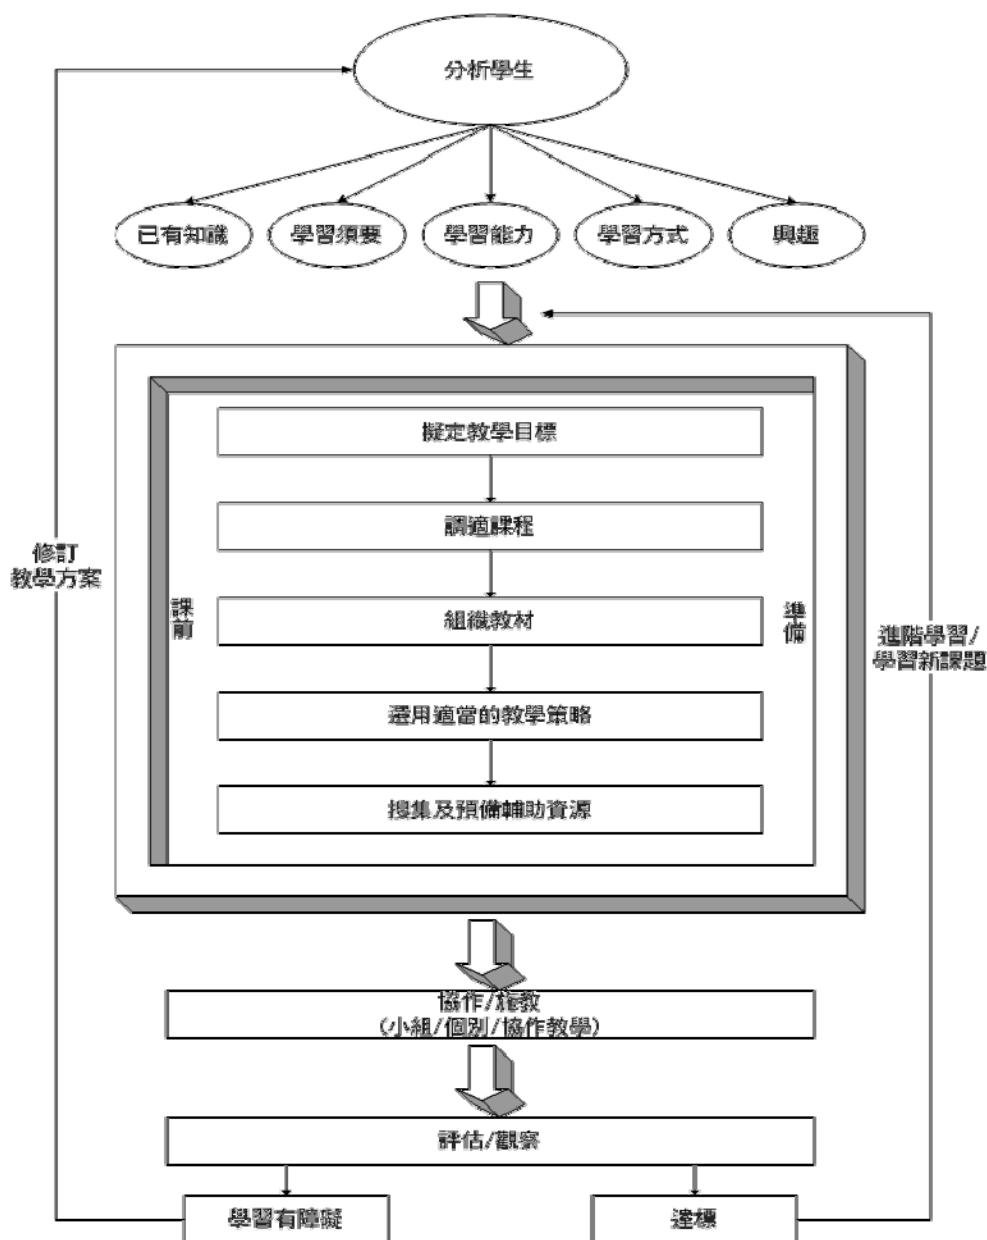 分析學生
已有知識
學習須要
學習能力
學習方式
興趣
擬定教學目標
調適課程
修訂
教學方案
課前
組織教材
準備
進階學習/
學習新課題
選用適當的教學策略
搜集及預備輔助資源
協作/施教
(小組/個別/協作教學)
評估/觀察
學習有障礙
達標